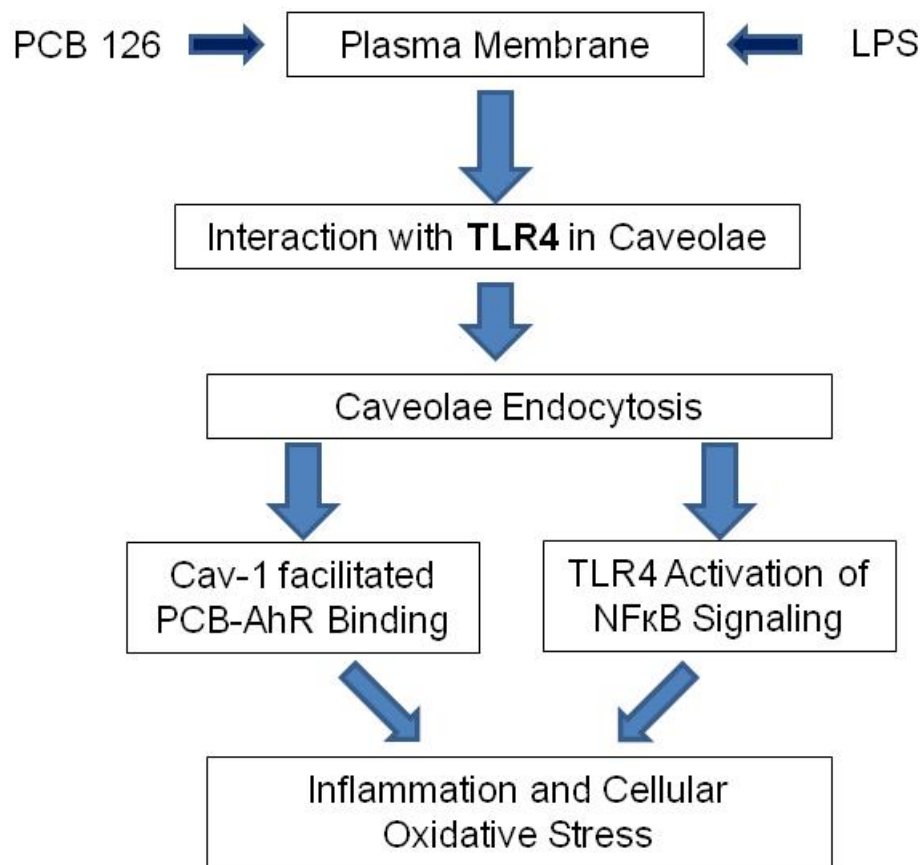 PCB 126
Plasma Membrane
LPS
Interaction with TLR4 in Caveolae
Caveolae Endocytosis
Cav-1 facilitated
PCB-AhR Binding
TLR4 Activation of
NFκB Signaling
Inflammation and Cellular
Oxidative Stress